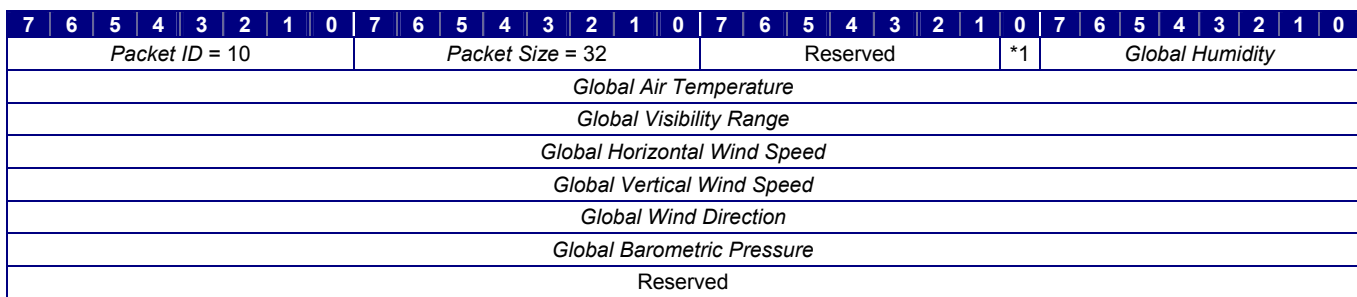 7 6 5 4 3 2 1 0 7 6 5 4 3 2 1 0 7 6 5 4 3 2 1 0 7 6 5 4 3 2 1 0
Packet ID = 10 Packet Size = 32 Reserved *1 Global Humidity
Global Air Temperature
Global Visibility Range
Global Horizontal Wind Speed
Global Vertical Wind Speed
Global Wind Direction
Global Barometric Pressure
Reserved